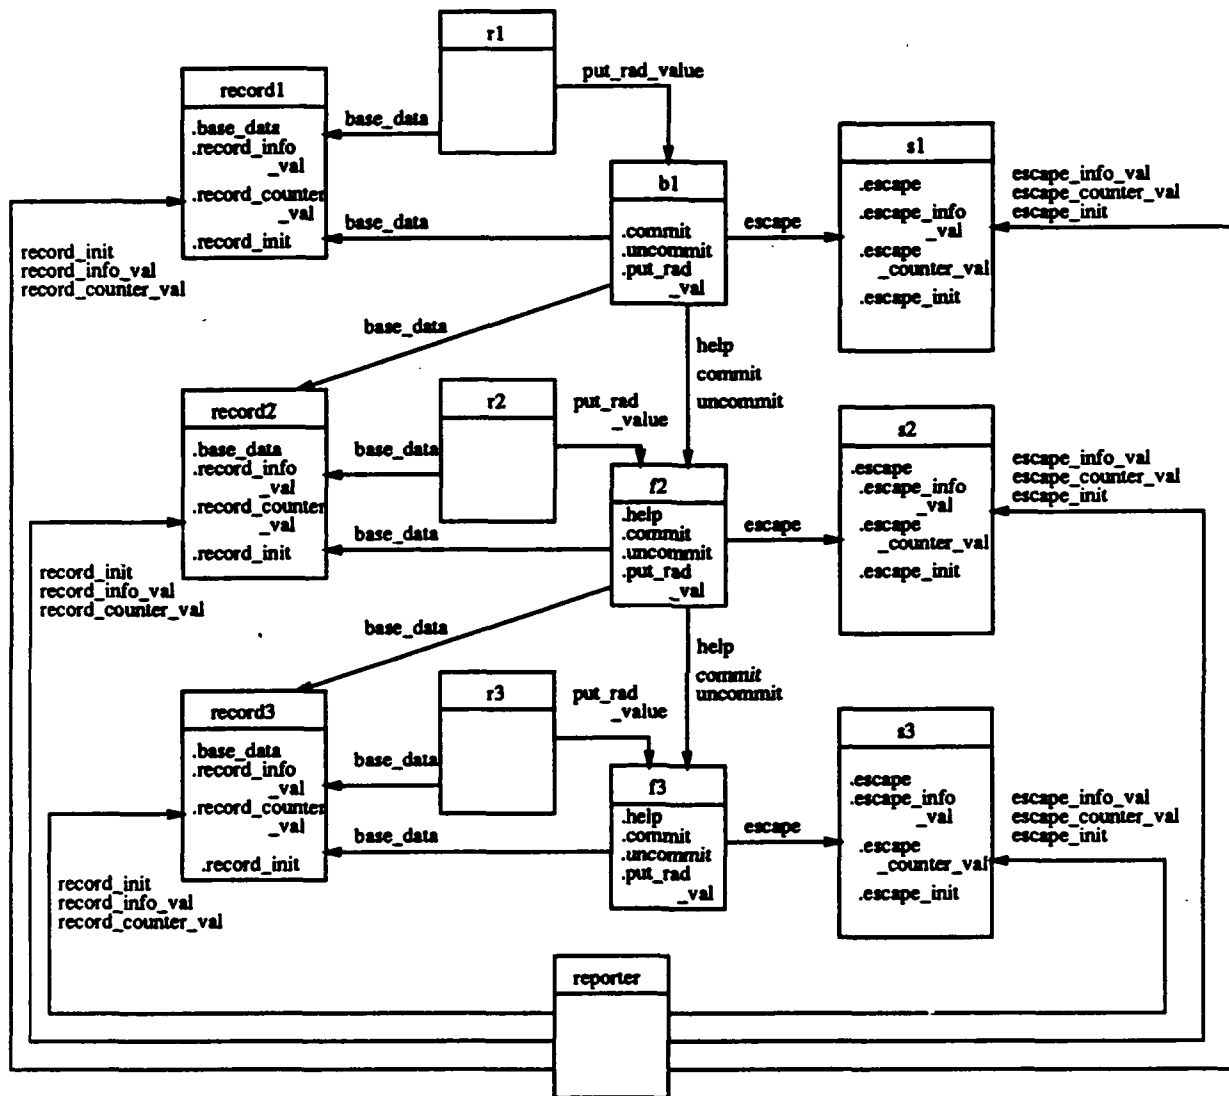 r1
put_rad_value
record1
base_data
.base_data
.record_info
_val
.record_counter
_val
.record_init
base_data
b1
.commit
.uncommit
.put_rad
_val
escape
s1
.escape
.escape_info
_val
.escape
_counter_val
.escape_init
escape_info_val
escape_counter_val
escape_init
record_init
record_info_val
record_counter_val
base_data
help
commit
uncommit
record2
.base_data
.record_info
_val
.record_counter
_val
.record_init
r2
put_rad
_value
base_data
base_data
f2
.help
.commit
.uncommit
.put_rad
_val
escape
s2
.escape
.escape_info
_val
.escape
_counter_val
.escape_init
escape_info_val
escape_counter_val
escape_init
record_init
record_info_val
record_counter_val
base_data
help
commit
uncommit
record3
.base_data
.record_info
_val
.record_counter
_val
.record_init
r3
put_rad
_value
base_data
base_data
f3
.help
.commit
.uncommit
.put_rad
_val
escape
s3
.escape
.escape_info
_val
.escape
_counter_val
.escape_init
escape_info_val
escape_counter_val
escape_init
record_init
record_info_val
record_counter_val
reporter